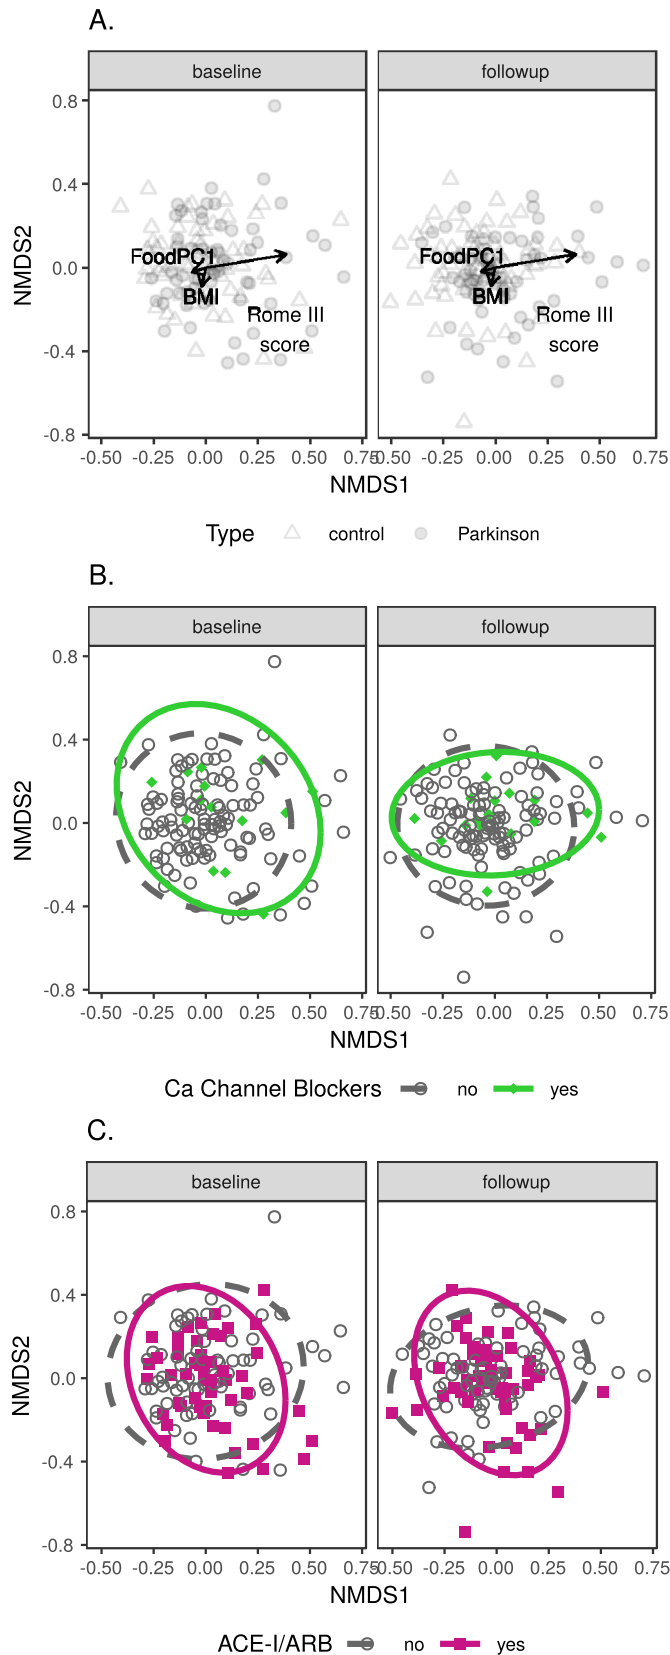 A.
baseline followup
0.8
0.4
0.0
-0.4
-0.8
NMDS2
FoodPC1 FoodPC1
BMI BMI
Rome III Rome III
score score
-0.50 -0.25 0.00 0.25 0.50 0.75 -0.50 -0.25 0.00 0.25 0.50 0.75
NMDS1
Type control Parkinson
B.
baseline followup
0.8
0.4
0.0
-0.4
-0.8
NMDS2
-0.50 -0.25 0.00 0.25 0.50 0.75 -0.50 -0.25 0.00 0.25 0.50 0.75
NMDS1
Ca Channel Blockers no yes
C.
baseline followup
0.8
0.4
0.0
-0.4
-0.8
NMDS2
-0.50 -0.25 0.00 0.25 0.50 0.75 -0.50 -0.25 0.00 0.25 0.50 0.75
NMDS1
ACE-I/ARB no yes